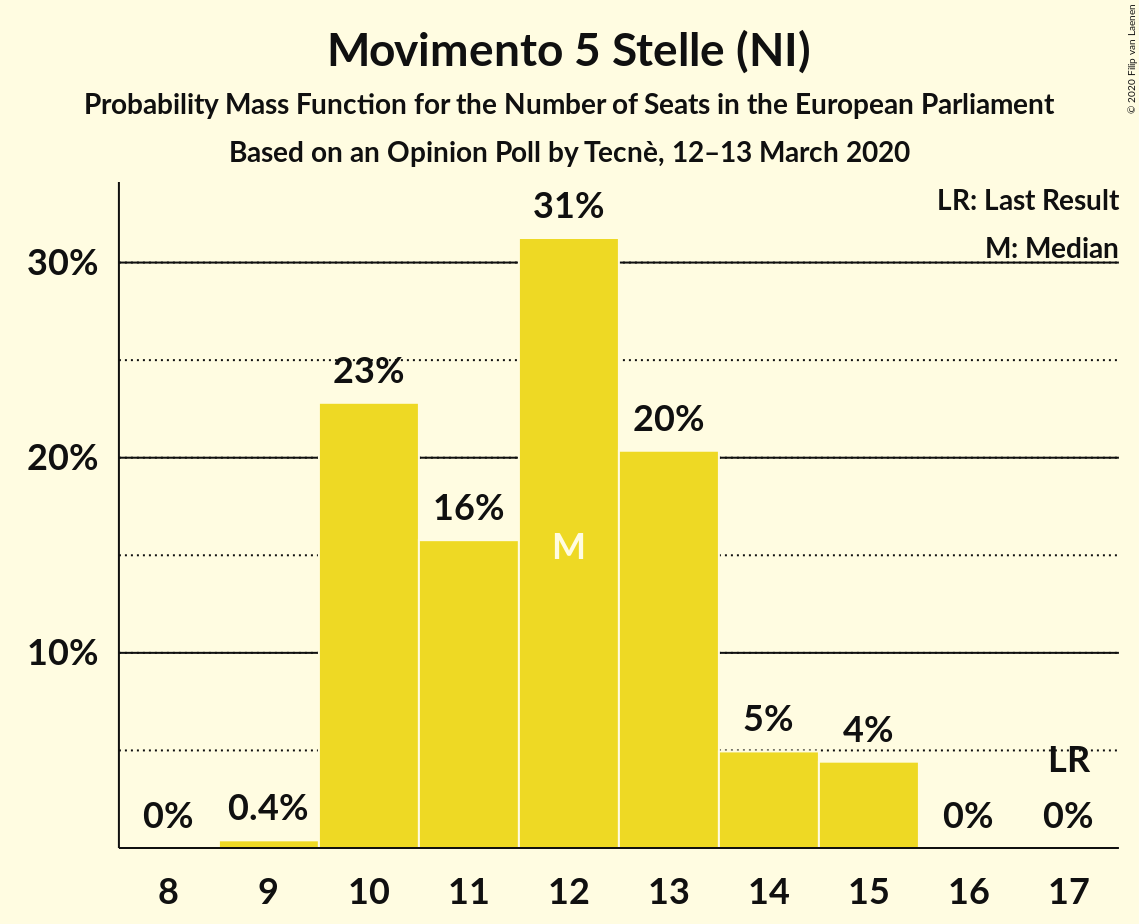 Movimento 5 Stelle (NI)
Probability Mass Function for the Number of Seats in the European Parliament
Based on an Opinion Poll by Tecnè, 12–13 March 2020
© 2020 Filip van Laenen
LR: Last Result
M: Median
30%
20%
10%
0%
0.4%
23%
16%
31%
M
20%
5%
4%
0%
LR
0%
8 9 10 11 12 13 14 15 16 17